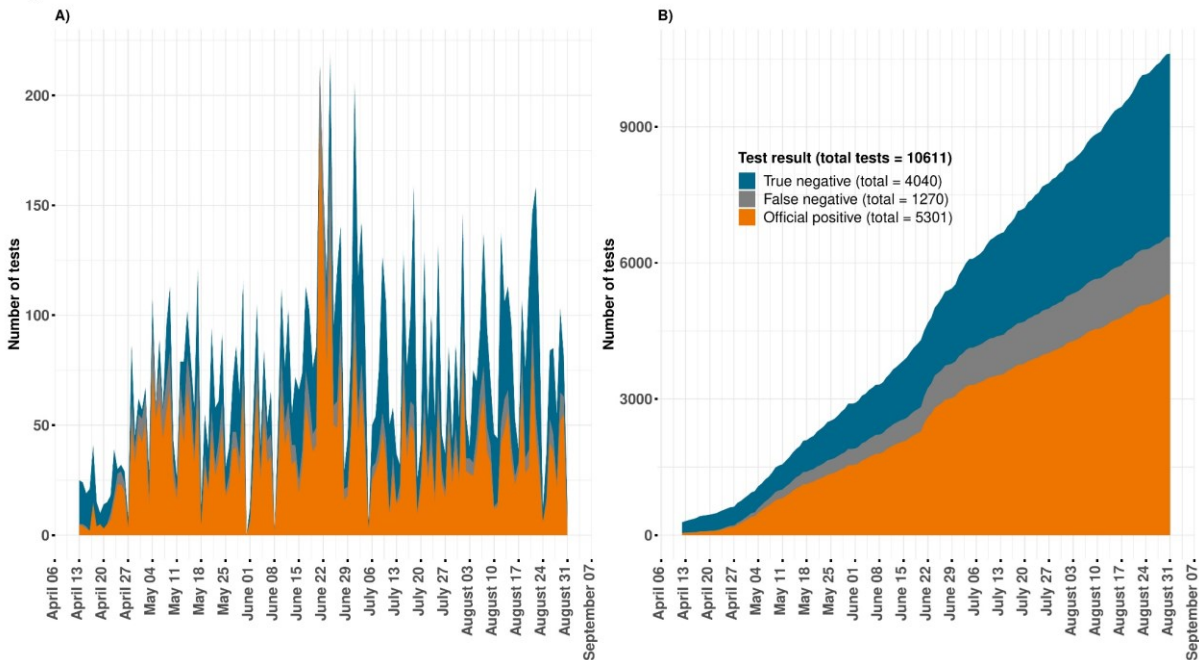 A)
Number of tests
200
150
100
50
0
April 06
April 13
April 20
April 27
May 04
May 11
May 18
May 25
June 01
June 08
June 15
June 22
June 29
July 06
July 13
July 20
July 27
August 03
August 10
August 17
August 24
August 31
September 07
B)
Number of tests
9000
6000
3000
0
Test result (total tests = 10611)
True negative (total = 4040)
False negative (total = 1270)
Official positive (total = 5301)
April 06
April 13
April 20
April 27
May 04
May 11
May 18
May 25
June 01
June 08
June 15
June 22
June 29
July 06
July 13
July 20
July 27
August 03
August 10
August 17
August 24
August 31
September 07